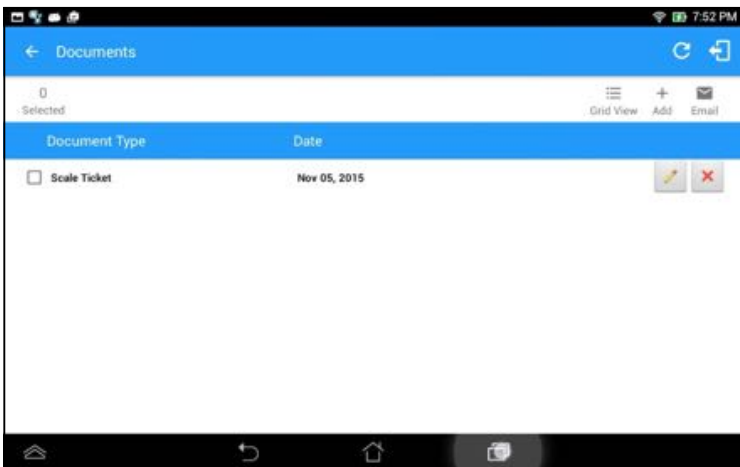 7:52 PM
Documents
0
Selected
Grid View Add Email
Document Type Date
Scale Ticket Nov 05, 2015